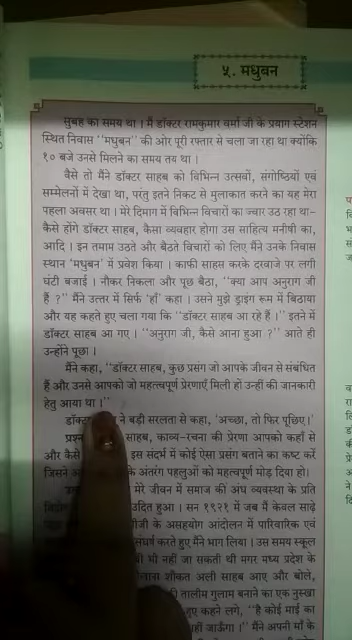 ५. मधुबन
सुबह का समय था । मैं डॉक्टर रामकुमार वर्मा जी के प्रयाग स्टेशन
स्थित निवास ''मधुबन'' की ओर पूरी रफ्तार से चला जा रहा था क्योंकि
१० बजे उनसे मिलने का समय तय था ।
वैसे तो मैंने डॉक्टर साहब को विभिन्न उत्सवों, संगोष्ठियों एवं
सम्मेलनों में देखा था, परंतु इतने निकट से मुलाकात करने का यह मेरा
पहला अवसर था । मेरे दिमाग में विभिन्न विचारों का ज्वार उठ रहा था-
कैसे होंगे डॉक्टर साहब, कैसा व्यवहार होगा उस साहित्य मनीषी का,
आदि । इन तमाम उठते और बैठते विचारों को लिए मैंने उनके निवास
स्थान 'मधुबन' में प्रवेश किया । काफी साहस करके दरवाजे पर लगी
घंटी बजाई । नौकर निकला और पूछ बैठा, ''क्या आप अनुराग जी
हैं ?'' मैंने उत्तर में सिर्फ 'हाँ' कहा । उसने मुझे ड्राइंग रूम में बिठाया
और यह कहते हुए चला गया कि ''डॉक्टर साहब आ रहे हैं ।'' इतने में
डॉक्टर साहब आ गए । ''अनुराग जी, कैसे आना हुआ ?'' आते ही
उन्होंने पूछा ।
मैंने कहा, ''डॉक्टर साहब, कुछ प्रसंग जो आपके जीवन से संबंधित
हैं और उनसे आपको जो महत्त्वपूर्ण प्रेरणाएँ मिली हों उन्हीं की जानकारी
हेतु आया था ।''
ने बड़ी सरलता से कहा, 'अच्छा, तो फिर पूछिए ।'
साहब, काव्य-रचना की प्रेरणा आपको कहाँ से
और कैसे इस संदर्भ में कोई ऐसा प्रसंग बताने का कष्ट करें
जिसने के अंतरंग पहलुओं को महत्त्वपूर्ण मोड़ दिया हो ।
मेरे जीवन में समाज की अंध व्यवस्था के प्रति
उदित हुआ । सन १९२१ में जब मैं केवल साढ़े
के असहयोग आंदोलन में पारिवारिक एवं
संघर्ष करते हुए मैंने भाग लिया । उस समय स्कूल
भी नहीं जा सकती थी मगर मध्य प्रदेश के
शौकत अली साहब आए और बोले,
तालीम गुलाम बनाने का एक नुस्खा
हुए कहने लगे, ''है कोई माई का
जाऊँगा ।'' मैंने अपनी माँ के